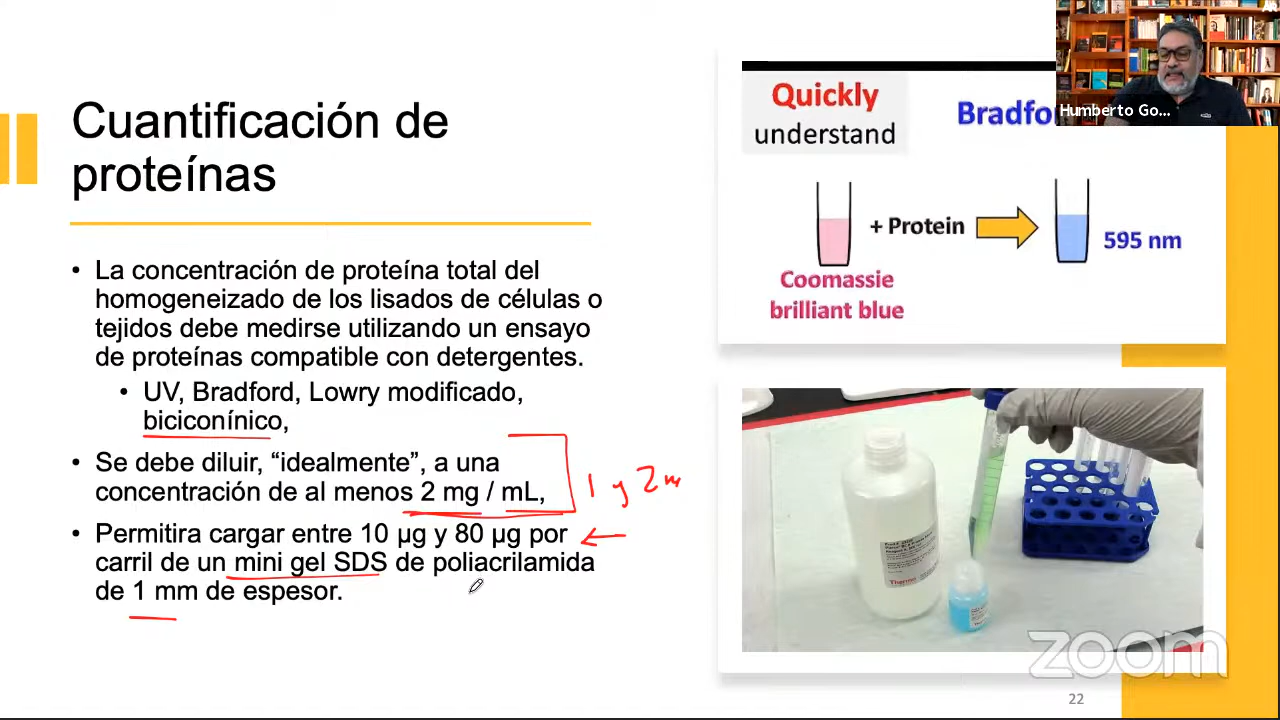 Cuantificación de
proteínas
• La concentración de proteína total del
homogeneizado de los lisados de células o
tejidos debe medirse utilizando un ensayo
de proteínas compatible con detergentes.
• UV, Bradford, Lowry modificado,
biciconínico,
• Se debe diluir, “idealmente”, a una
concentración de al menos 2 mg / mL,
1 y 2 m
• Permitira cargar entre 10 µg y 80 µg por
carril de un mini gel SDS de poliacrilamida
de 1 mm de espesor.
Quickly
understand
Humberto Go...
+ Protein
595 nm
Coomassie
brilliant blue
zoom
22